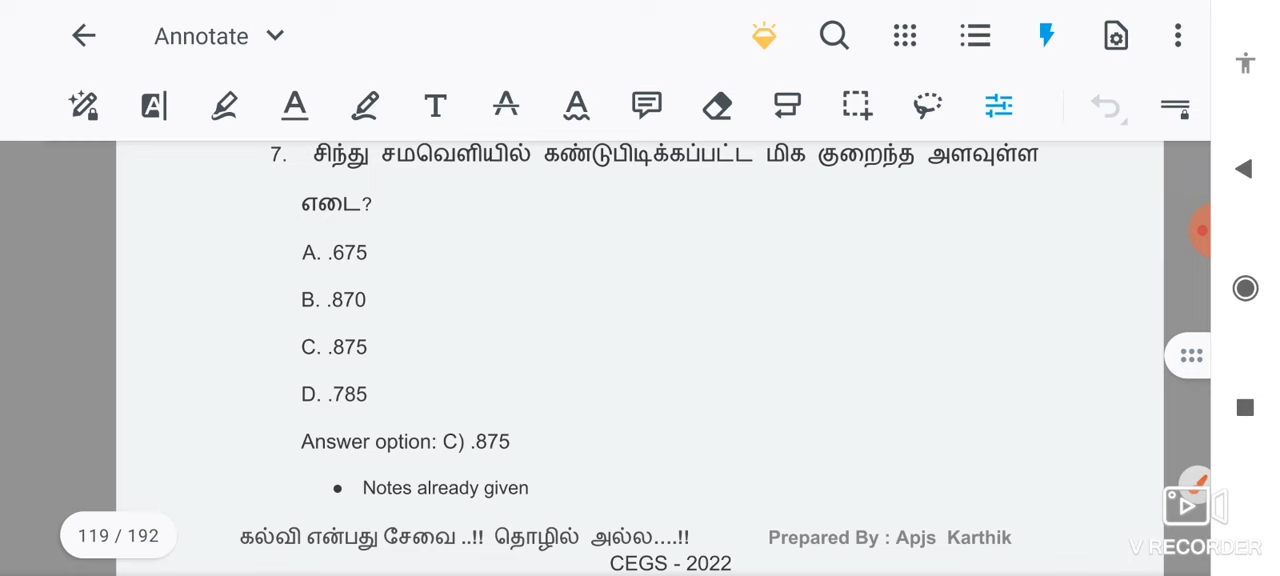 Annotate
7. சிந்து சமவெளியில் கண்டுபிடிக்கப்பட்ட மிக குறைந்த அளவுள்ள
எடை?
A. .675
B. .870
C. .875
D. .785
Answer option: C) .875
● Notes already given
119 / 192
கல்வி என்பது சேவை ..!! தொழில் அல்ல....!! Prepared By : Apjs Karthik
CEGS - 2022
V RECORDER